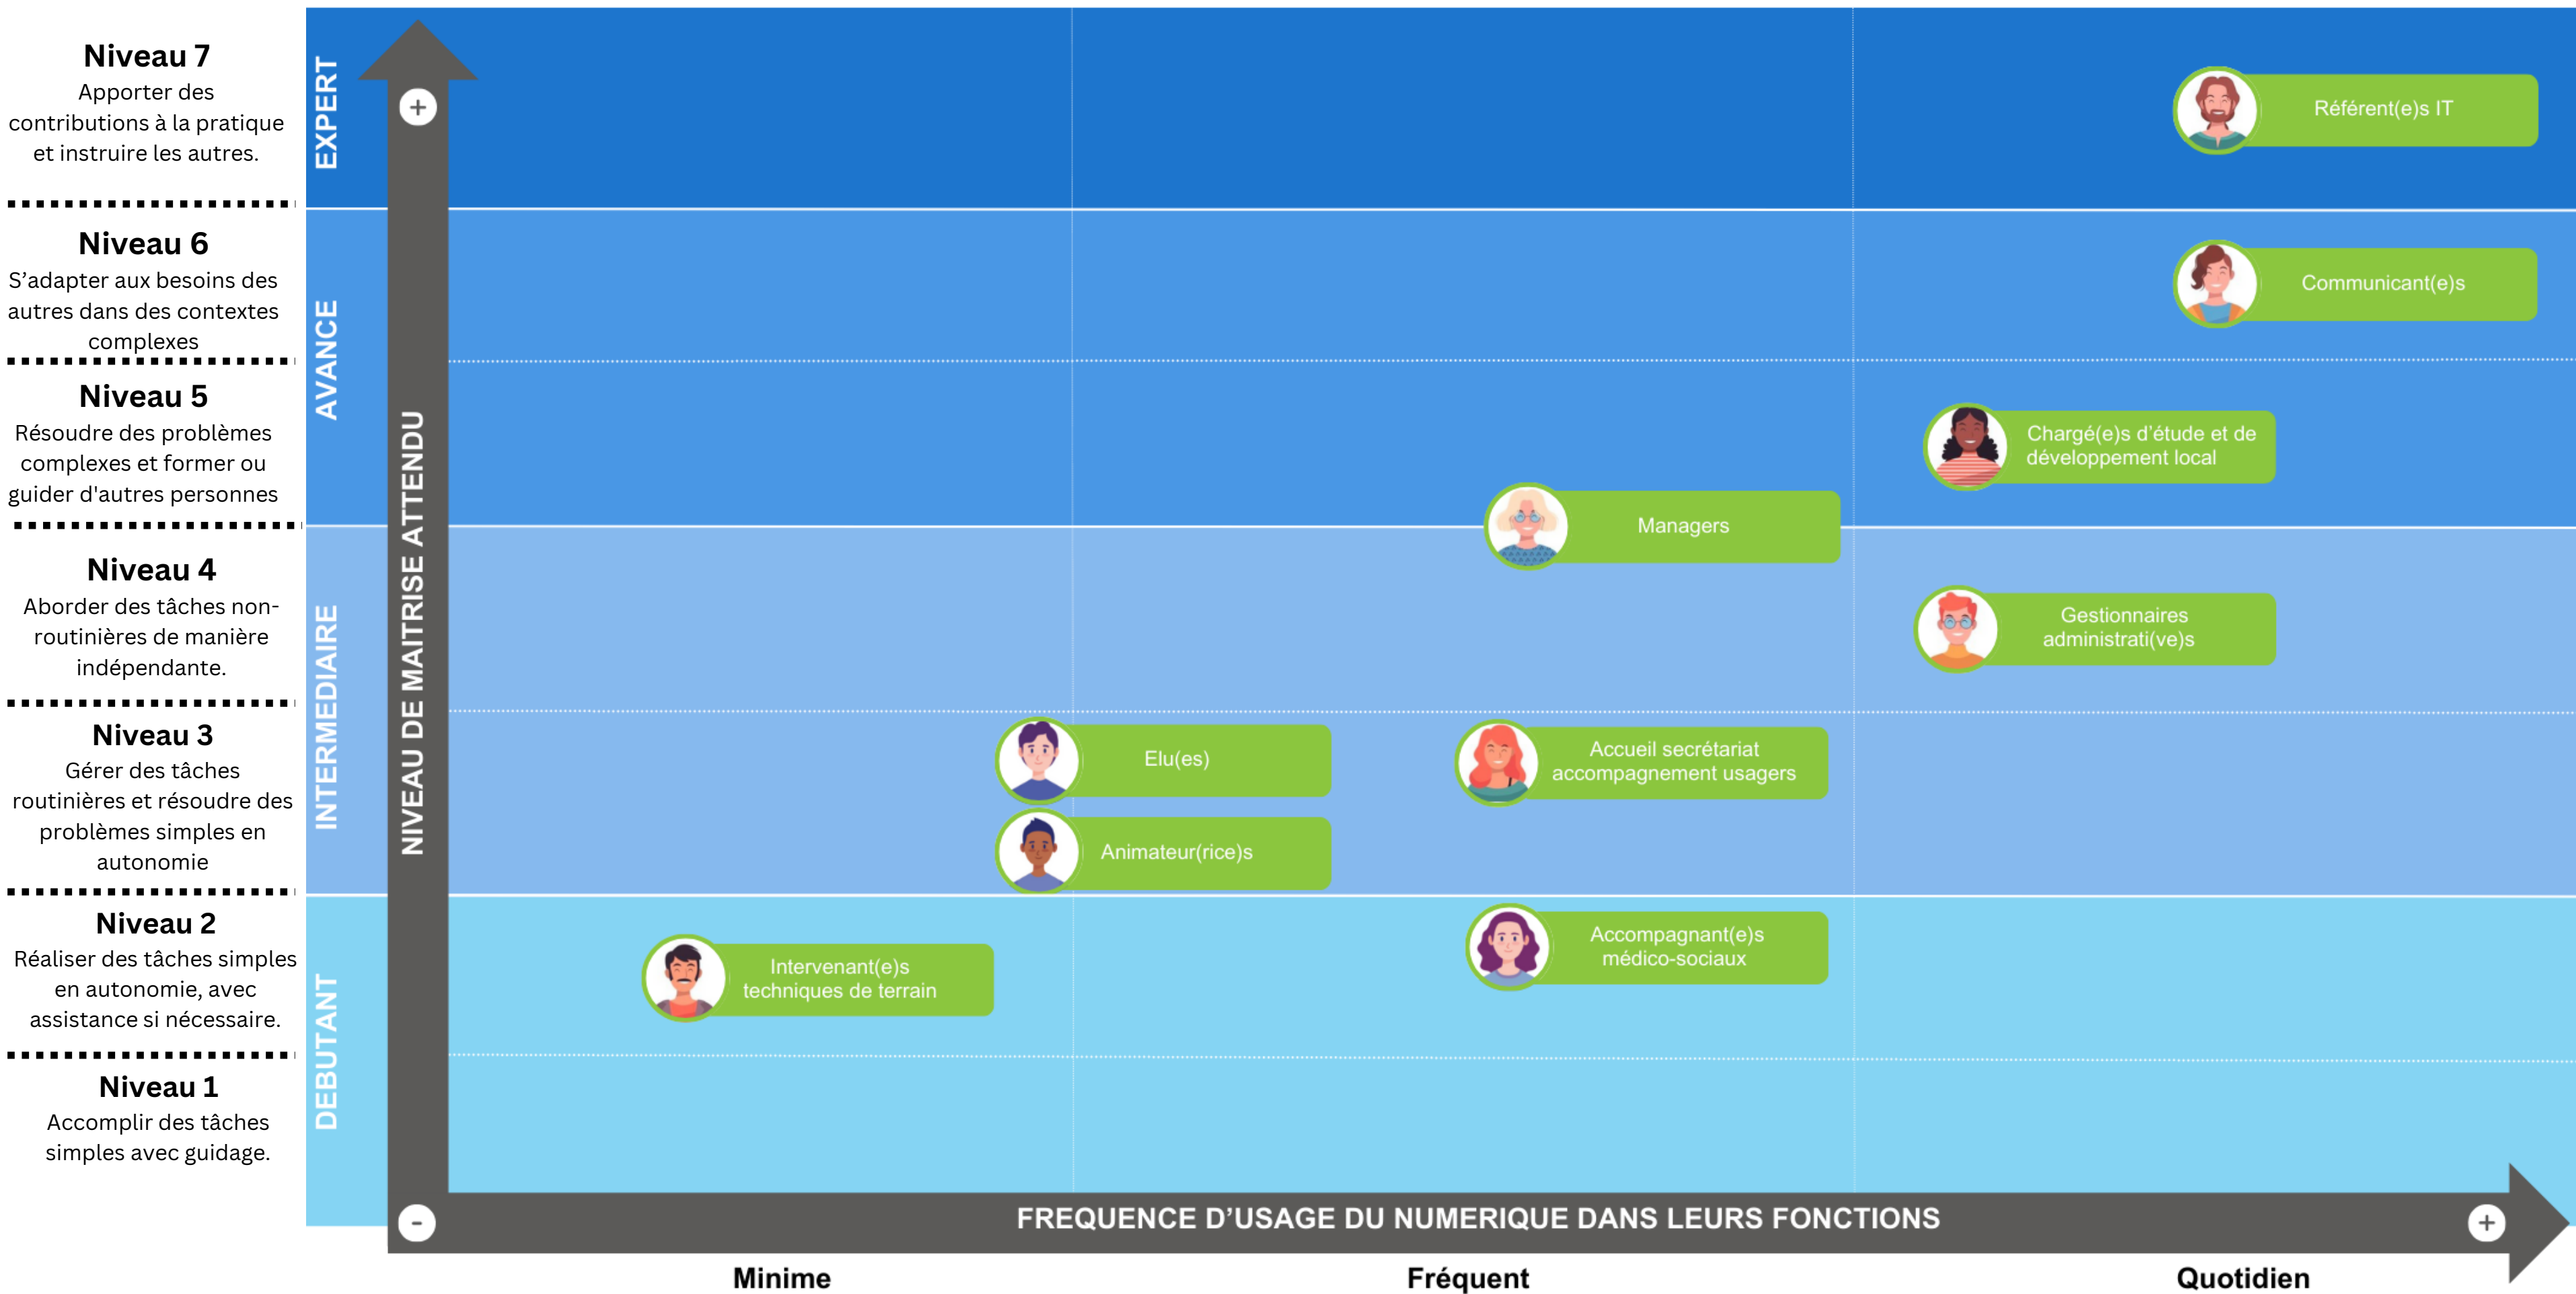 Niveau 7
Apporter des
contributions à la pratique
et instruire les autres.
Niveau 6
S’adapter aux besoins des
autres dans des contextes
complexes
Niveau 5
Résoudre des problèmes
complexes et former ou
guider d'autres personnes
Niveau 4
Aborder des tâches non-
routinières de manière
indépendante.
Niveau 3
Gérer des tâches
routinières et résoudre des
problèmes simples en
autonomie
Niveau 2
Réaliser des tâches simples
en autonomie, avec
assistance si nécessaire.
Niveau 1
Accomplir des tâches
simples avec guidage.
EXPERT
AVANCE
INTERMEDIAIRE
DEBUTANT
+
NIVEAU DE MAITRISE ATTENDU
-
Référent(e)s IT
Communicant(e)s
Chargé(e)s d’étude et de
développement local
Managers
Gestionnaires
administrati(ve)s
Elu(es)
Accueil secrétariat
accompagnement usagers
Animateur(rice)s
Accompagnant(e)s
médico-sociaux
Intervenant(e)s
techniques de terrain
FREQUENCE D’USAGE DU NUMERIQUE DANS LEURS FONCTIONS
+
Minime
Fréquent
Quotidien